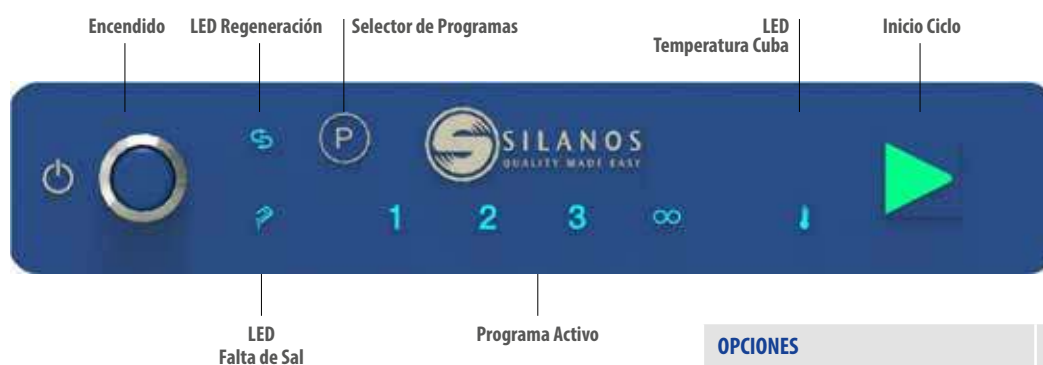 Encendido
LED Regeneración
Selector de Programas
LED
Temperatura Cuba
Inicio Ciclo
P
SILANOS
QUALITY MADE EASY
1 2 3 ∞
LED
Falta de Sal
Programa Activo
OPCIONES